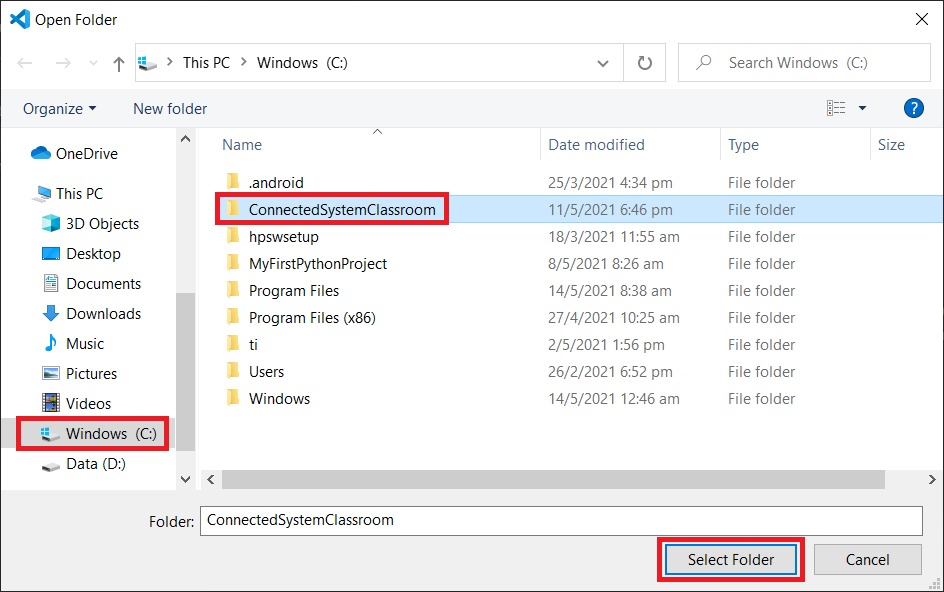 Open Folder
This PC > Windows (C:)
Search Windows (C:)
Organize
New folder
?
Name Date modified Type Size
OneDrive
This PC
3D Objects
Desktop
Documents
Downloads
Music
Pictures
Videos
Windows (C:)
Data (D:)
.android 25/3/2021 4:34 pm File folder
ConnectedSystemClassroom 11/5/2021 6:46 pm File folder
hpswsetup 18/3/2021 11:55 am File folder
MyFirstPythonProject 8/5/2021 8:26 am File folder
Program Files 14/5/2021 8:38 am File folder
Program Files (x86) 27/4/2021 10:25 am File folder
ti 2/5/2021 1:56 pm File folder
Users 26/2/2021 6:52 pm File folder
Windows 14/5/2021 12:46 am File folder
Folder: ConnectedSystemClassroom
Select Folder
Cancel